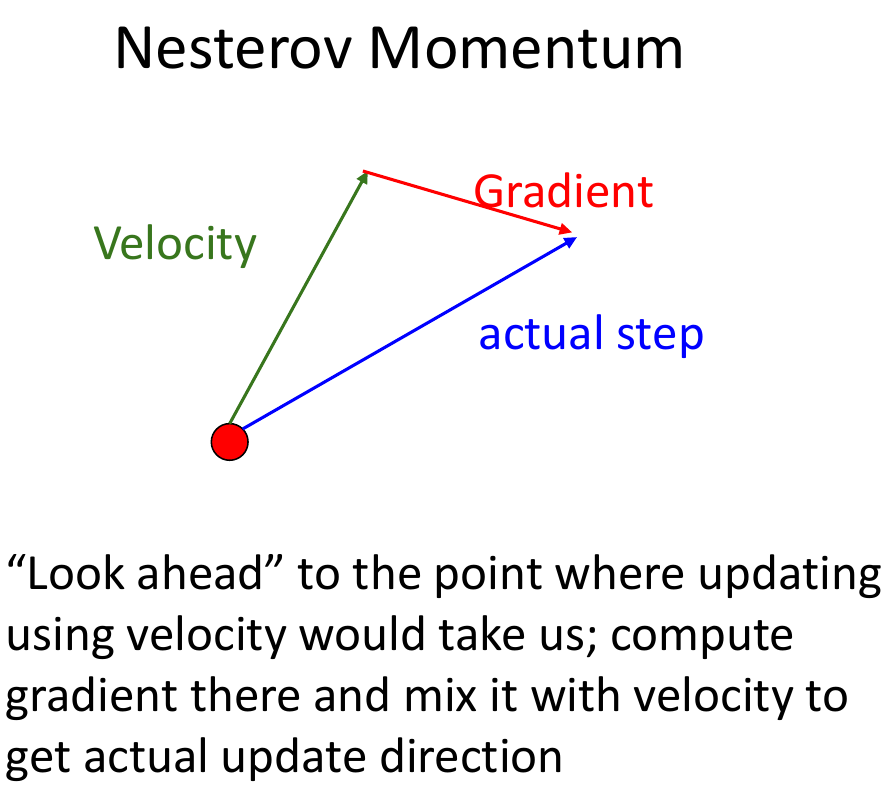 Nesterov Momentum
Gradient
Velocity
actual step
“Look ahead” to the point where updating
using velocity would take us; compute
gradient there and mix it with velocity to
get actual update direction